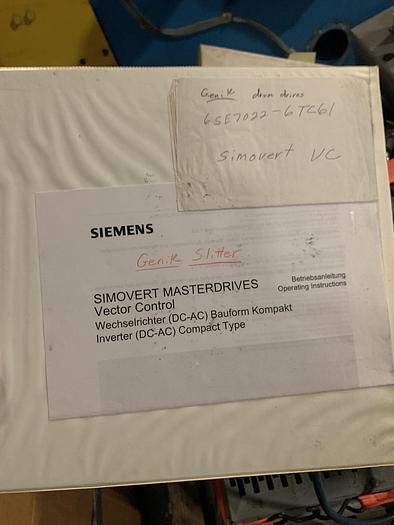 Genik drum drives
6SE7022-6TC61
Simovert VC
SIEMENS
Genik Slitter
Betriebsanleitung
Operating Instructions
SIMOVERT MASTERDRIVES
Vector Control
Wechselrichter (DC-AC) Bauform Kompakt
Inverter (DC-AC) Compact Type